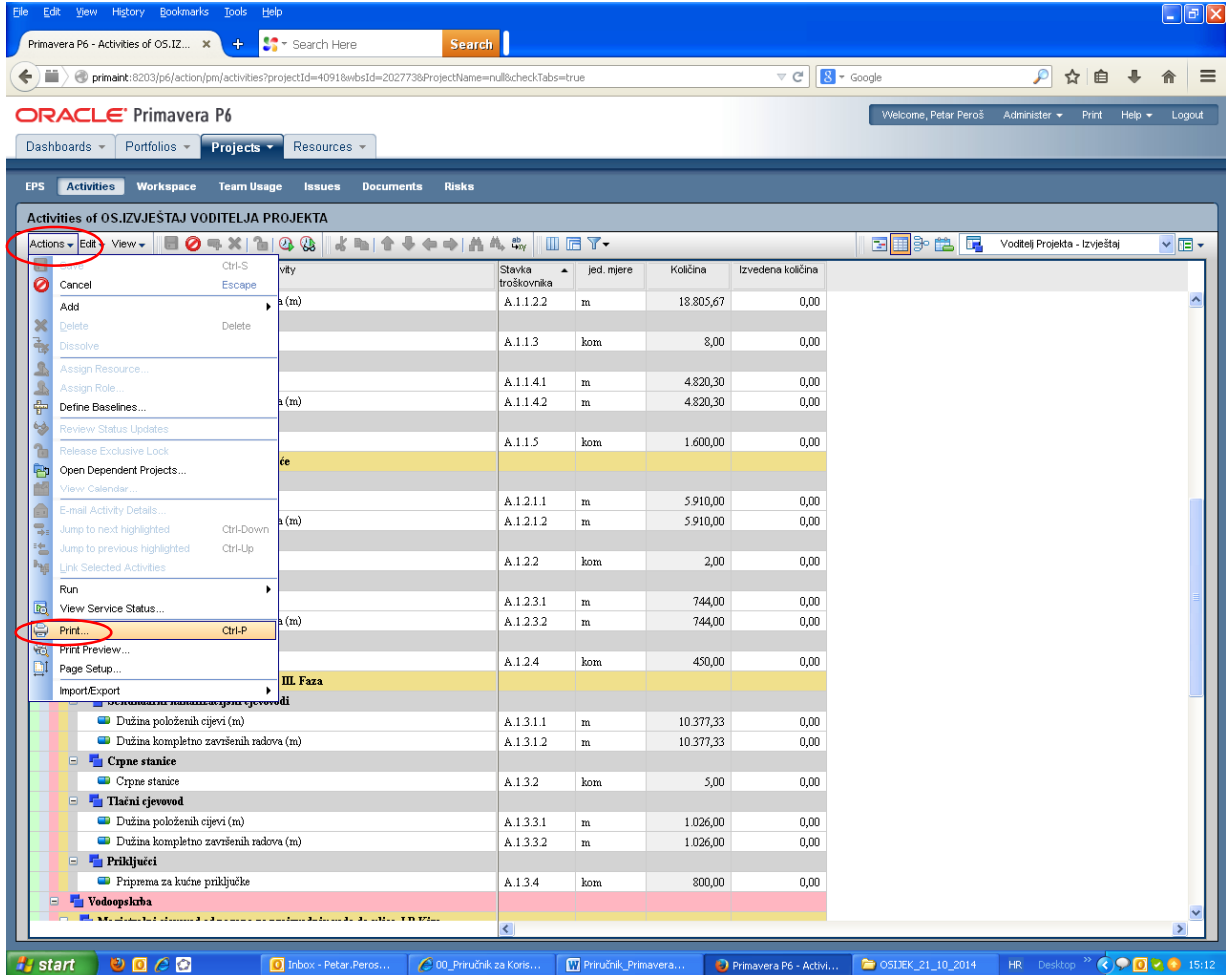 File Edit View History Bookmarks Tools Help
Primavera P6 - Activities of OS.IZ... × + Search Here Search
primaint:8203/p6/action/pm/activities?projectId=4091&wbsId=202773&ProjectName=null&checkTabs=true Google
ORACLE Primavera P6
Welcome, Petar Peroš Administer Print Help Logout
Dashboards Portfolios Projects Resources
EPS Activities Workspace Team Usage Issues Documents Risks
Activities of OS.IZVJEŠTAJ VODITELJA PROJEKTA
Actions Edit View Voditelj Projekta - Izvještaj
Save Ctrl-S
Cancel Escape
Add
Delete Delete
Dissolve
Assign Resource...
Assign Role...
Define Baselines...
Review Status Updates
Release Exclusive Lock
Open Dependent Projects...
View Calendar...
E-mail Activity Details...
Jump to next highlighted Ctrl-Down
Jump to previous highlighted Ctrl-Up
Link Selected Activities
Run
View Service Status...
Print... Ctrl-P
Print Preview...
Page Setup...
Import/Export
vity Stavka troškovnika jed. mjere Količina Izvedena količina
a (m) A.1.1.2.2 m 18.805,67 0,00
A.1.1.3 kom 8,00 0,00
A.1.1.4.1 m 4.820,30 0,00
a (m) A.1.1.4.2 m 4.820,30 0,00
A.1.1.5 kom 1.600,00 0,00
će
A.1.2.1.1 m 5.910,00 0,00
a (m) A.1.2.1.2 m 5.910,00 0,00
A.1.2.2 kom 2,00 0,00
A.1.2.3.1 m 744,00 0,00
a (m) A.1.2.3.2 m 744,00 0,00
A.1.2.4 kom 450,00 0,00
III. Faza
Sekundarni kanalizacijski cjevovodi
Dužina položenih cijevi (m) A.1.3.1.1 m 10.377,33 0,00
Dužina kompletno završenih radova (m) A.1.3.1.2 m 10.377,33 0,00
Crpne stanice
Crpne stanice A.1.3.2 kom 5,00 0,00
Tlačni cjevovod
Dužina položenih cijevi (m) A.1.3.3.1 m 1.026,00 0,00
Dužina kompletno završenih radova (m) A.1.3.3.2 m 1.026,00 0,00
Priključci
Priprema za kućne priključke A.1.3.4 kom 800,00 0,00
Vodoopskrba
start Inbox - Petar.Peros... 00_Priručnik za Koris... Priručnik_Primavera... Primavera P6 - Activi... OSIJEK_21_10_2014 HR Desktop 15:12